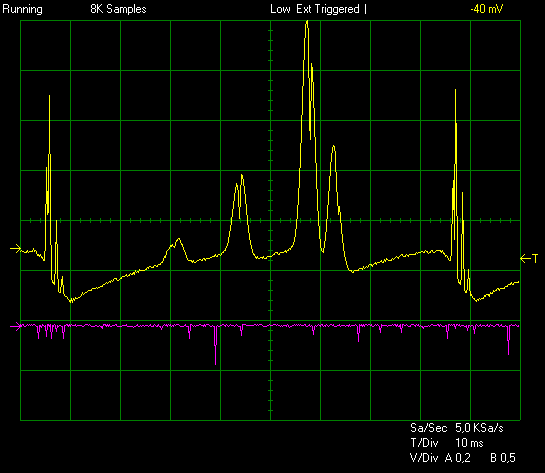 Running 8K Samples Low Ext Triggered | -40 mV
T
Sa/Sec 5,0 KSa/s
T/Div 10 ms
V/Div A 0,2 B 0,5